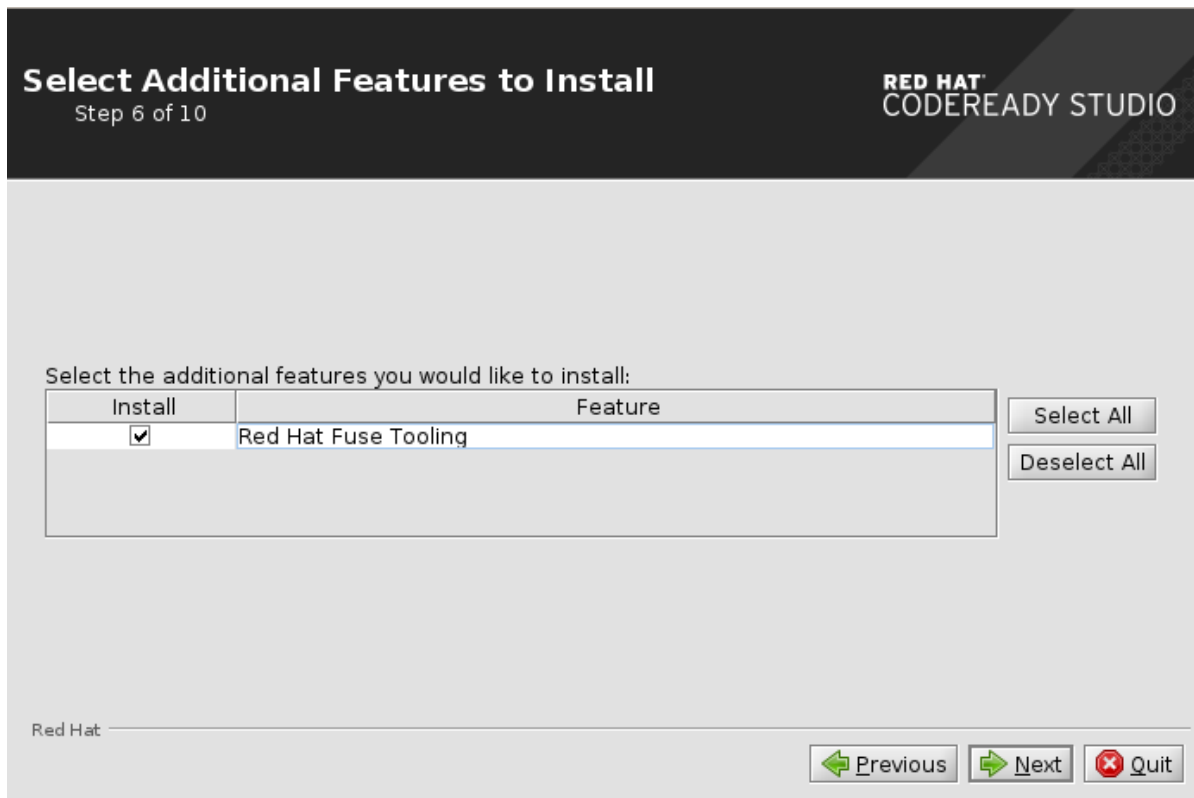 Select Additional Features to Install
Step 6 of 10
RED HAT
CODEREADY STUDIO
Select the additional features you would like to install:
Install Feature
Red Hat Fuse Tooling
Select All
Deselect All
Red Hat
Previous Next Quit